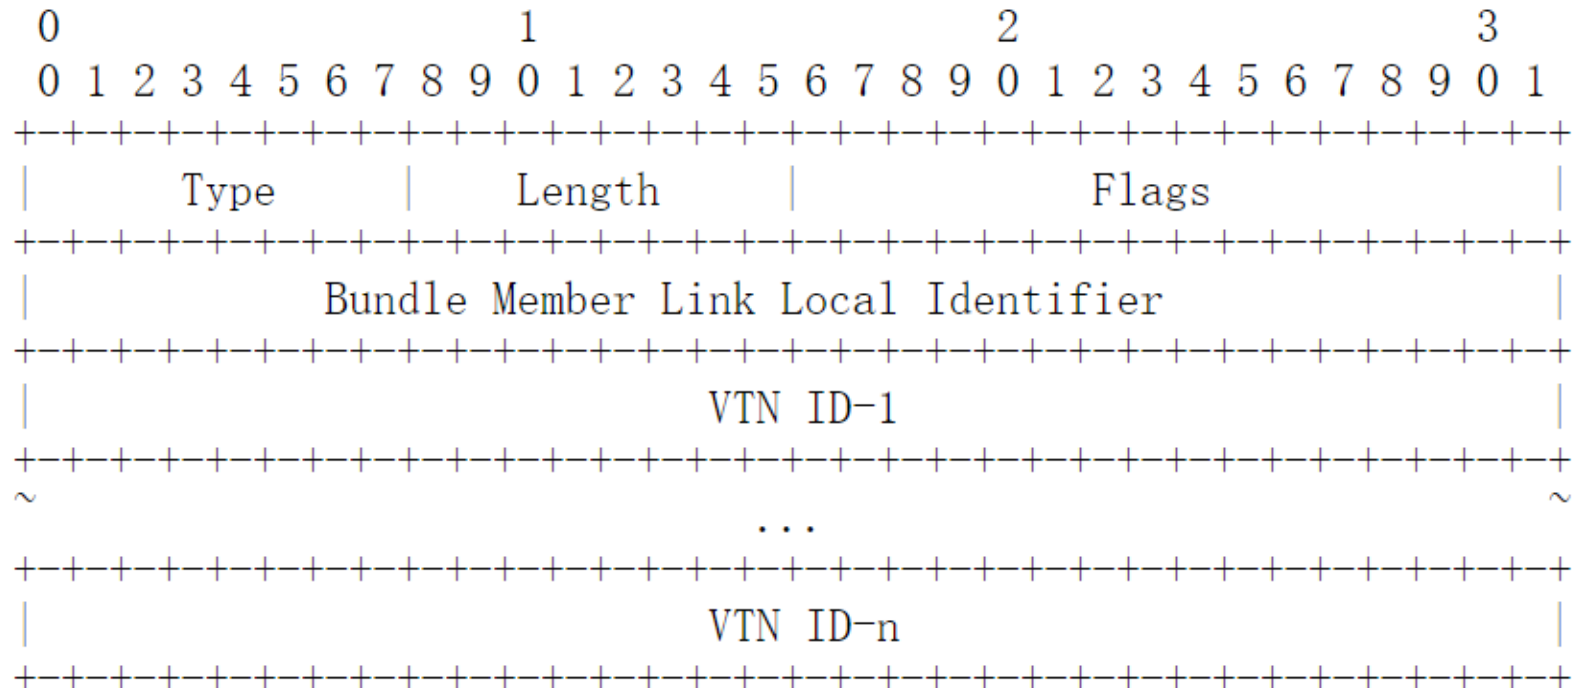 0                   1                   2                   3
 0 1 2 3 4 5 6 7 8 9 0 1 2 3 4 5 6 7 8 9 0 1 2 3 4 5 6 7 8 9 0 1
+-+-+-+-+-+-+-+-+-+-+-+-+-+-+-+-+-+-+-+-+-+-+-+-+-+-+-+-+-+-+-+-+
|      Type     |    Length     |             Flags             |
+-+-+-+-+-+-+-+-+-+-+-+-+-+-+-+-+-+-+-+-+-+-+-+-+-+-+-+-+-+-+-+-+
|            Bundle Member Link Local Identifier                |
+-+-+-+-+-+-+-+-+-+-+-+-+-+-+-+-+-+-+-+-+-+-+-+-+-+-+-+-+-+-+-+-+
|                            VTN ID-1                           |
+-+-+-+-+-+-+-+-+-+-+-+-+-+-+-+-+-+-+-+-+-+-+-+-+-+-+-+-+-+-+-+-+
~                                                               ~
                              ...
+-+-+-+-+-+-+-+-+-+-+-+-+-+-+-+-+-+-+-+-+-+-+-+-+-+-+-+-+-+-+-+-+
|                            VTN ID-n                           |
+-+-+-+-+-+-+-+-+-+-+-+-+-+-+-+-+-+-+-+-+-+-+-+-+-+-+-+-+-+-+-+-+